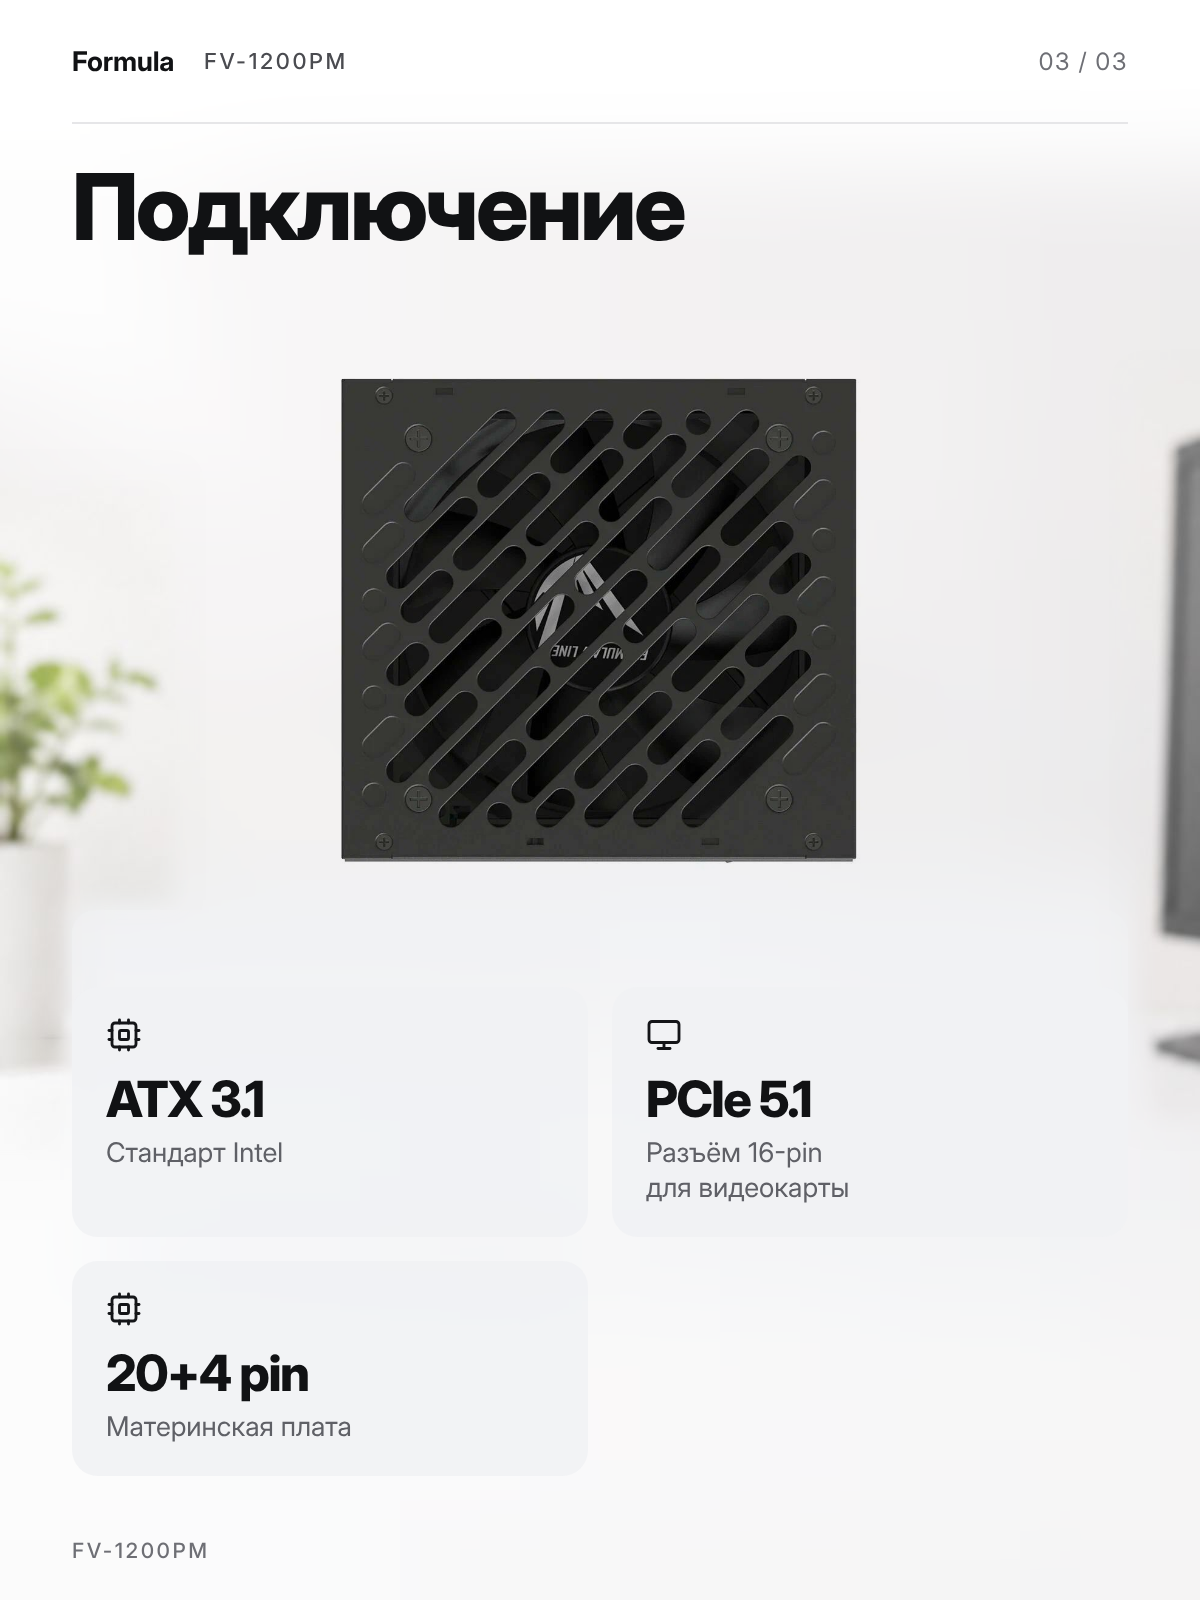 Formula FV-1200PM 03 / 03
Подключение
ATX 3.1
Стандарт Intel
PCIe 5.1
Разъём 16-pin
для видеокарты
20+4 pin
Материнская плата
FV-1200PM